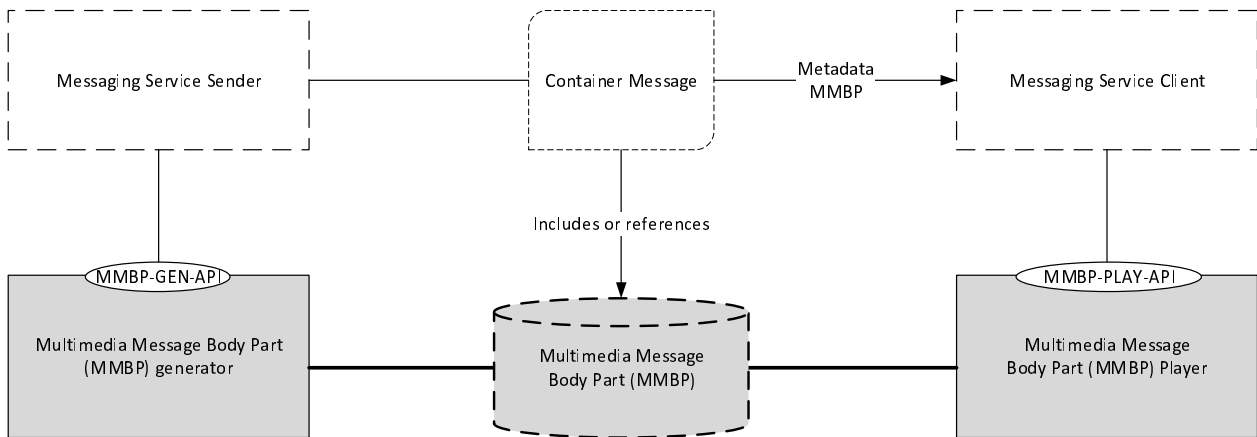 Messaging Service Sender
Container Message
Metadada
MMBP
Messaging Service Client
Includes or references
MMBP-GEN-API
MMBP-PLAY-API
Multimedia Message Body Part
(MMBP) generator
Multimedia Message
Body Part (MMBP)
Multimedia Message
Body Part (MMBP) Player